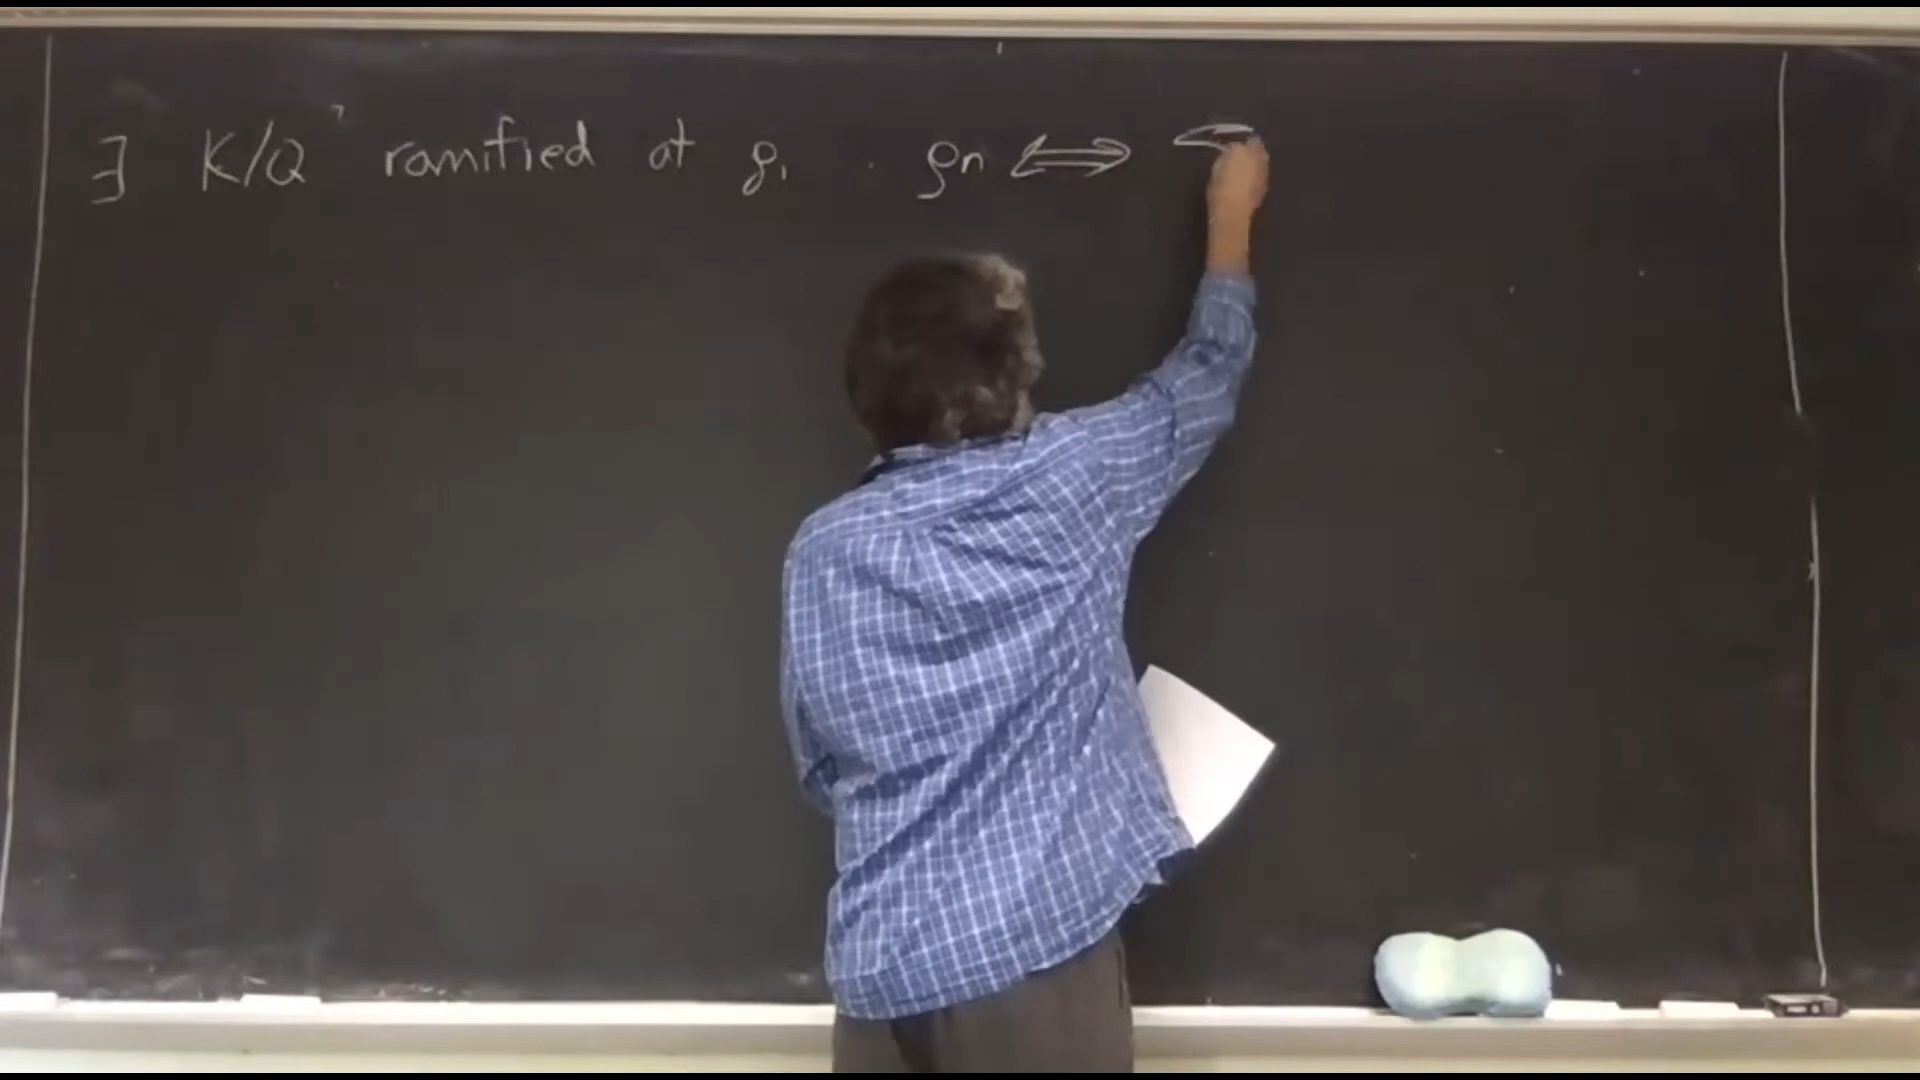 ∃ K/Q ramified at g₁ . gₙ ⟺